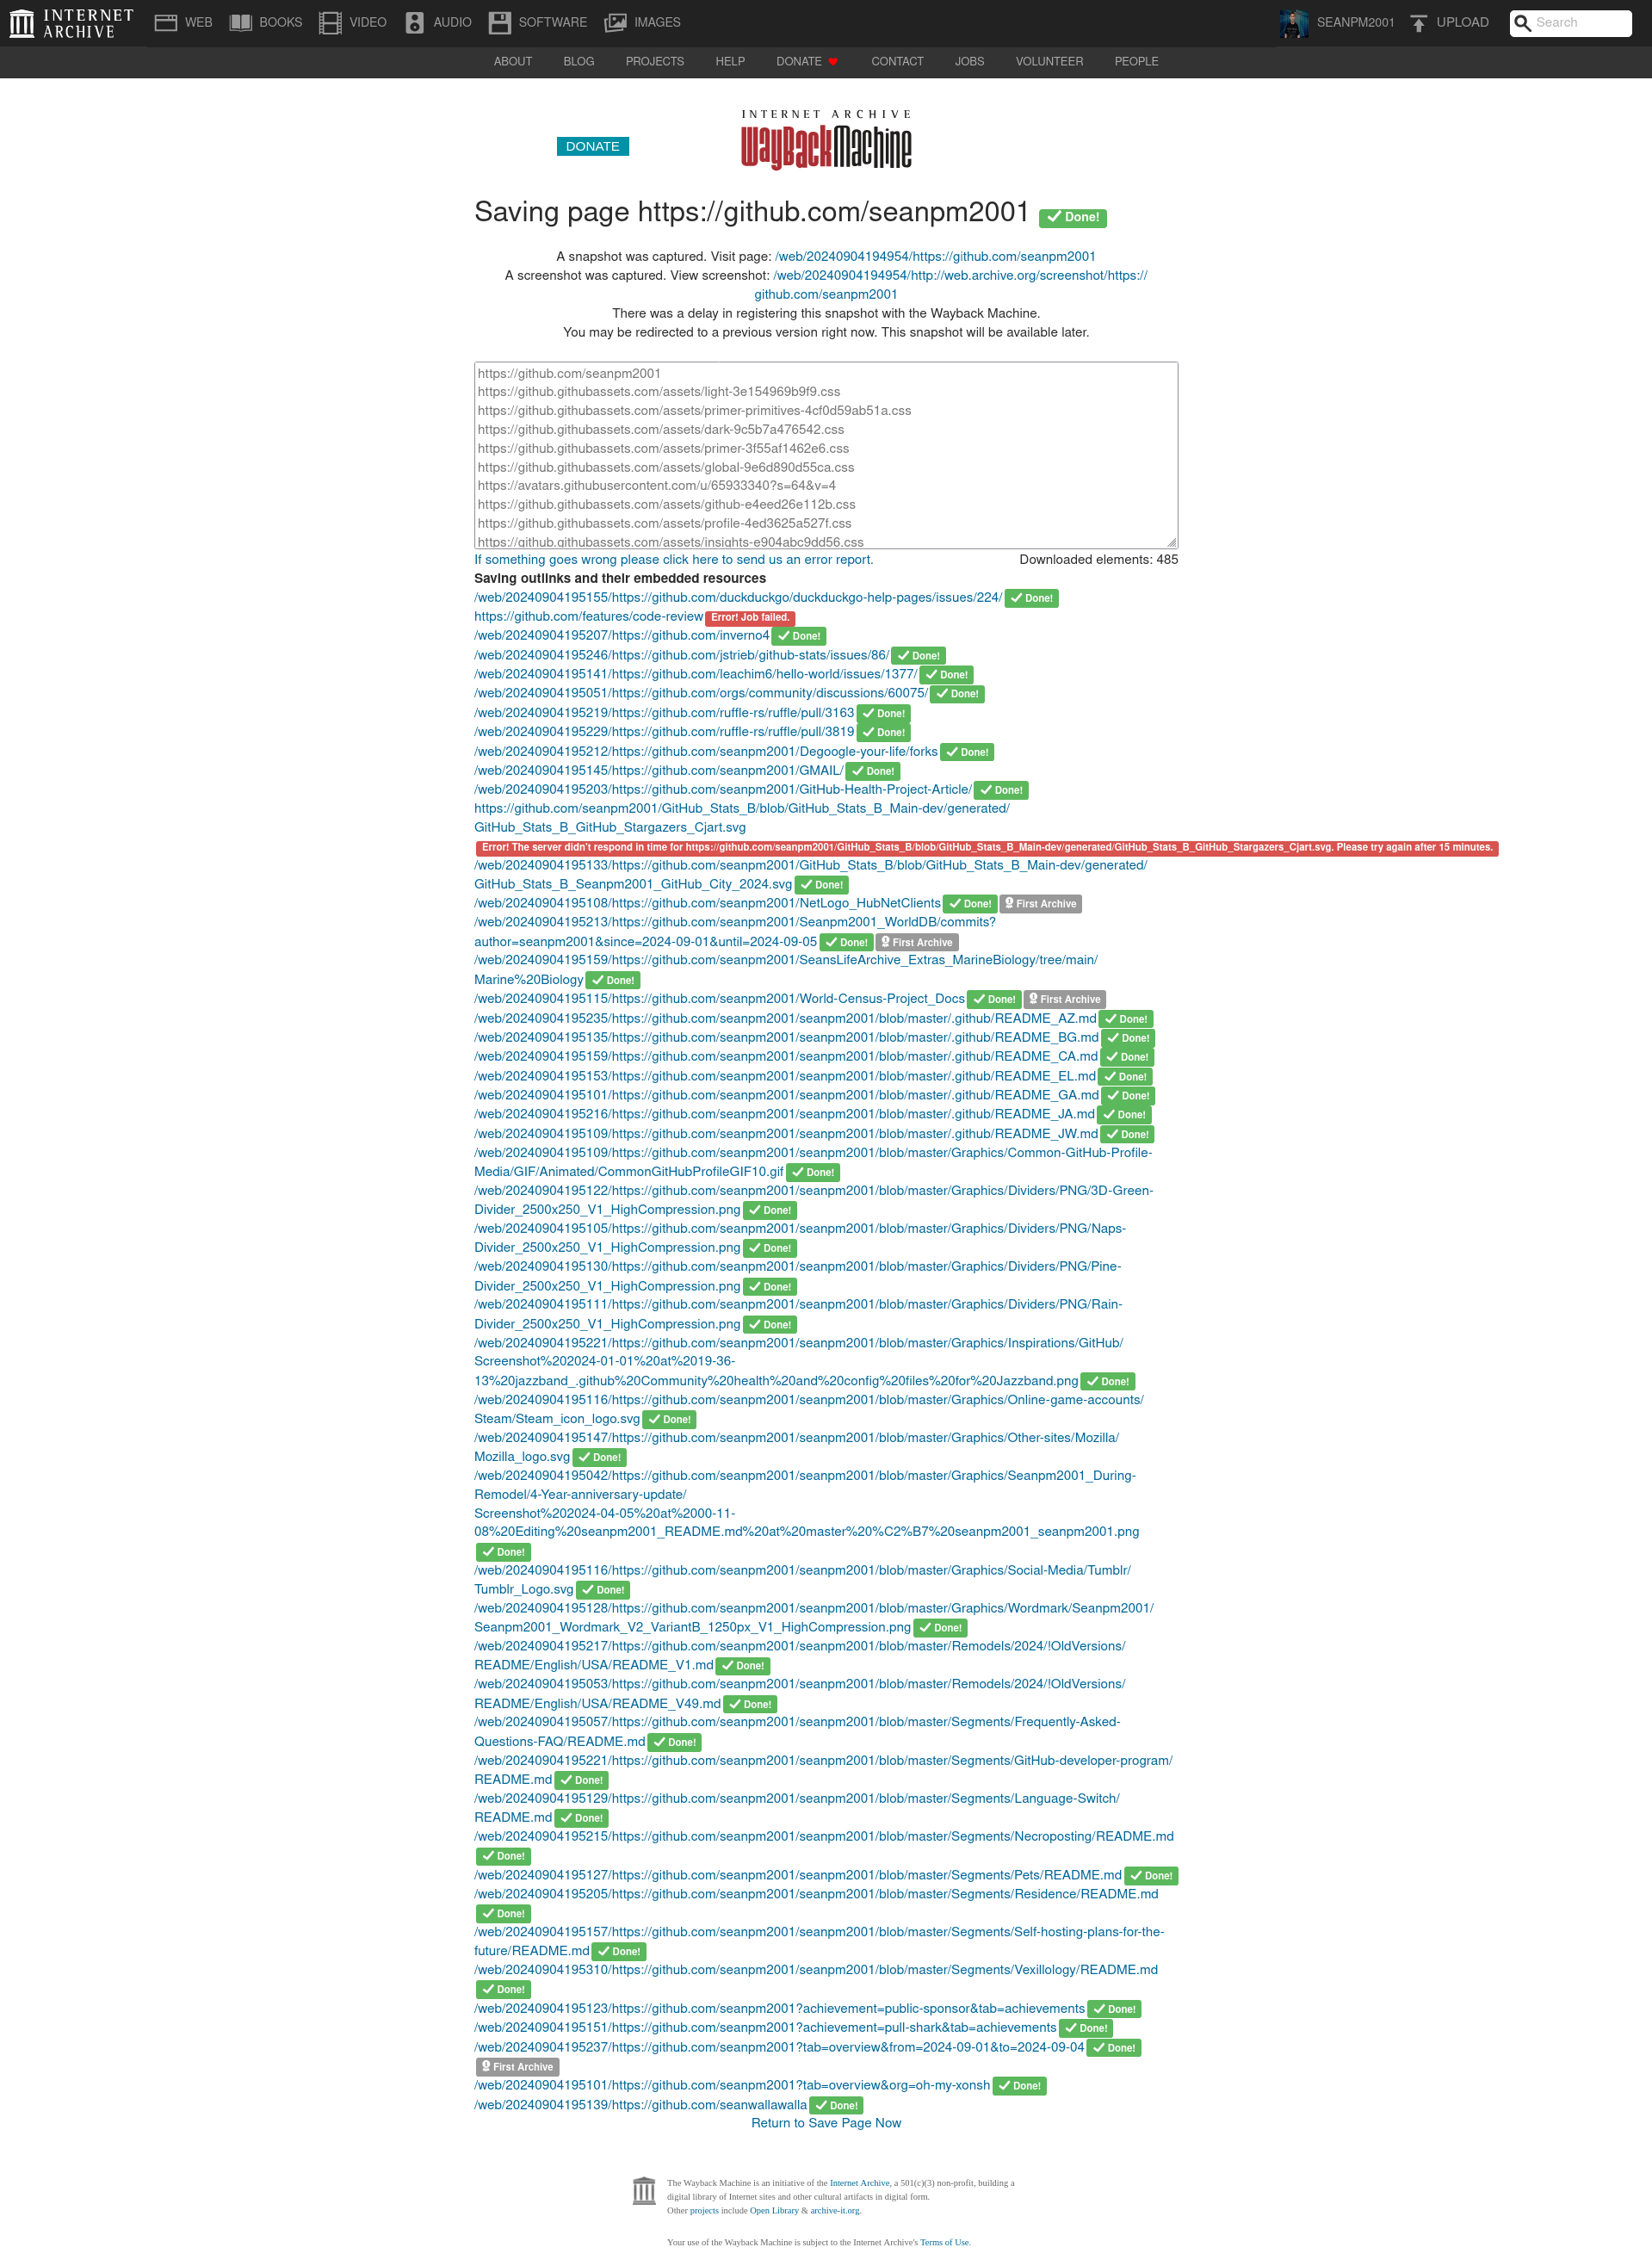 INTERNET ARCHIVE
WEB
BOOKS
VIDEO
AUDIO
SOFTWARE
IMAGES
SEANPM2001
UPLOAD
Search
ABOUT
BLOG
PROJECTS
HELP
DONATE
CONTACT
JOBS
VOLUNTEER
PEOPLE
DONATE
INTERNET ARCHIVE
WayBackMachine
Saving page https://github.com/seanpm2001 Done!
A snapshot was captured. Visit page: /web/20240904194954/https://github.com/seanpm2001
A screenshot was captured. View screenshot: /web/20240904194954/http://web.archive.org/screenshot/https://
github.com/seanpm2001
There was a delay in registering this snapshot with the Wayback Machine.
You may be redirected to a previous version right now. This snapshot will be available later.
https://github.com/seanpm2001
https://github.githubassets.com/assets/light-3e154969b9f9.css
https://github.githubassets.com/assets/primer-primitives-4cf0d59ab51a.css
https://github.githubassets.com/assets/dark-9c5b7a476542.css
https://github.githubassets.com/assets/primer-3f55af1462e6.css
https://github.githubassets.com/assets/global-9e6d890d55ca.css
https://avatars.githubusercontent.com/u/65933340?s=64&v=4
https://github.githubassets.com/assets/github-e4eed26e112b.css
https://github.githubassets.com/assets/profile-4ed3625a527f.css
https://github.githubassets.com/assets/insights-e904abc9dd56.css
If something goes wrong please click here to send us an error report. Downloaded elements: 485
Saving outlinks and their embedded resources
/web/20240904195155/https://github.com/duckduckgo/duckduckgo-help-pages/issues/224/ Done!
https://github.com/features/code-review Error! Job failed.
/web/20240904195207/https://github.com/inverno4 Done!
/web/20240904195246/https://github.com/jstrieb/github-stats/issues/86/ Done!
/web/20240904195141/https://github.com/leachim6/hello-world/issues/1377/ Done!
/web/20240904195051/https://github.com/orgs/community/discussions/60075/ Done!
/web/20240904195219/https://github.com/ruffle-rs/ruffle/pull/3163 Done!
/web/20240904195229/https://github.com/ruffle-rs/ruffle/pull/3819 Done!
/web/20240904195212/https://github.com/seanpm2001/Degoogle-your-life/forks Done!
/web/20240904195145/https://github.com/seanpm2001/GMAIL/ Done!
/web/20240904195203/https://github.com/seanpm2001/GitHub-Health-Project-Article/ Done!
https://github.com/seanpm2001/GitHub_Stats_B/blob/GitHub_Stats_B_Main-dev/generated/
GitHub_Stats_B_GitHub_Stargazers_Cjart.svg
Error! The server didn't respond in time for https://github.com/seanpm2001/GitHub_Stats_B/blob/GitHub_Stats_B_Main-dev/generated/GitHub_Stats_B_GitHub_Stargazers_Cjart.svg. Please try again after 15 minutes.
/web/20240904195133/https://github.com/seanpm2001/GitHub_Stats_B/blob/GitHub_Stats_B_Main-dev/generated/
GitHub_Stats_B_Seanpm2001_GitHub_City_2024.svg Done!
/web/20240904195108/https://github.com/seanpm2001/NetLogo_HubNetClients Done! First Archive
/web/20240904195213/https://github.com/seanpm2001/Seanpm2001_WorldDB/commits?
author=seanpm2001&since=2024-09-01&until=2024-09-05 Done! First Archive
/web/20240904195159/https://github.com/seanpm2001/SeansLifeArchive_Extras_MarineBiology/tree/main/
Marine%20Biology Done!
/web/20240904195115/https://github.com/seanpm2001/World-Census-Project_Docs Done! First Archive
/web/20240904195235/https://github.com/seanpm2001/seanpm2001/blob/master/.github/README_AZ.md Done!
/web/20240904195135/https://github.com/seanpm2001/seanpm2001/blob/master/.github/README_BG.md Done!
/web/20240904195159/https://github.com/seanpm2001/seanpm2001/blob/master/.github/README_CA.md Done!
/web/20240904195153/https://github.com/seanpm2001/seanpm2001/blob/master/.github/README_EL.md Done!
/web/20240904195101/https://github.com/seanpm2001/seanpm2001/blob/master/.github/README_GA.md Done!
/web/20240904195216/https://github.com/seanpm2001/seanpm2001/blob/master/.github/README_JA.md Done!
/web/20240904195109/https://github.com/seanpm2001/seanpm2001/blob/master/.github/README_JW.md Done!
/web/20240904195109/https://github.com/seanpm2001/seanpm2001/blob/master/Graphics/Common-GitHub-Profile-
Media/GIF/Animated/CommonGitHubProfileGIF10.gif Done!
/web/20240904195122/https://github.com/seanpm2001/seanpm2001/blob/master/Graphics/Dividers/PNG/3D-Green-
Divider_2500x250_V1_HighCompression.png Done!
/web/20240904195105/https://github.com/seanpm2001/seanpm2001/blob/master/Graphics/Dividers/PNG/Naps-
Divider_2500x250_V1_HighCompression.png Done!
/web/20240904195130/https://github.com/seanpm2001/seanpm2001/blob/master/Graphics/Dividers/PNG/Pine-
Divider_2500x250_V1_HighCompression.png Done!
/web/20240904195111/https://github.com/seanpm2001/seanpm2001/blob/master/Graphics/Dividers/PNG/Rain-
Divider_2500x250_V1_HighCompression.png Done!
/web/20240904195221/https://github.com/seanpm2001/seanpm2001/blob/master/Graphics/Inspirations/GitHub/
Screenshot%202024-01-01%20at%2019-36-
13%20jazzband_.github%20Community%20health%20and%20config%20files%20for%20Jazzband.png Done!
/web/20240904195116/https://github.com/seanpm2001/seanpm2001/blob/master/Graphics/Online-game-accounts/
Steam/Steam_icon_logo.svg Done!
/web/20240904195147/https://github.com/seanpm2001/seanpm2001/blob/master/Graphics/Other-sites/Mozilla/
Mozilla_logo.svg Done!
/web/20240904195042/https://github.com/seanpm2001/seanpm2001/blob/master/Graphics/Seanpm2001_During-
Remodel/4-Year-anniversary-update/
Screenshot%202024-04-05%20at%2000-11-
08%20Editing%20seanpm2001_README.md%20at%20master%20%C2%B7%20seanpm2001_seanpm2001.png
Done!
/web/20240904195116/https://github.com/seanpm2001/seanpm2001/blob/master/Graphics/Social-Media/Tumblr/
Tumblr_Logo.svg Done!
/web/20240904195128/https://github.com/seanpm2001/seanpm2001/blob/master/Graphics/Wordmark/Seanpm2001/
Seanpm2001_Wordmark_V2_VariantB_1250px_V1_HighCompression.png Done!
/web/20240904195217/https://github.com/seanpm2001/seanpm2001/blob/master/Remodels/2024/!OldVersions/
README/English/USA/README_V1.md Done!
/web/20240904195053/https://github.com/seanpm2001/seanpm2001/blob/master/Remodels/2024/!OldVersions/
README/English/USA/README_V49.md Done!
/web/20240904195057/https://github.com/seanpm2001/seanpm2001/blob/master/Segments/Frequently-Asked-
Questions-FAQ/README.md Done!
/web/20240904195221/https://github.com/seanpm2001/seanpm2001/blob/master/Segments/GitHub-developer-program/
README.md Done!
/web/20240904195129/https://github.com/seanpm2001/seanpm2001/blob/master/Segments/Language-Switch/
README.md Done!
/web/20240904195215/https://github.com/seanpm2001/seanpm2001/blob/master/Segments/Necroposting/README.md
Done!
/web/20240904195127/https://github.com/seanpm2001/seanpm2001/blob/master/Segments/Pets/README.md Done!
/web/20240904195205/https://github.com/seanpm2001/seanpm2001/blob/master/Segments/Residence/README.md
Done!
/web/20240904195157/https://github.com/seanpm2001/seanpm2001/blob/master/Segments/Self-hosting-plans-for-the-
future/README.md Done!
/web/20240904195310/https://github.com/seanpm2001/seanpm2001/blob/master/Segments/Vexillology/README.md
Done!
/web/20240904195123/https://github.com/seanpm2001?achievement=public-sponsor&tab=achievements Done!
/web/20240904195151/https://github.com/seanpm2001?achievement=pull-shark&tab=achievements Done!
/web/20240904195237/https://github.com/seanpm2001?tab=overview&from=2024-09-01&to=2024-09-04 Done!
First Archive
/web/20240904195101/https://github.com/seanpm2001?tab=overview&org=oh-my-xonsh Done!
/web/20240904195139/https://github.com/seanwallawalla Done!
Return to Save Page Now
The Wayback Machine is an initiative of the Internet Archive, a 501(c)(3) non-profit, building a
digital library of Internet sites and other cultural artifacts in digital form.
Other projects include Open Library & archive-it.org.
Your use of the Wayback Machine is subject to the Internet Archive's Terms of Use.